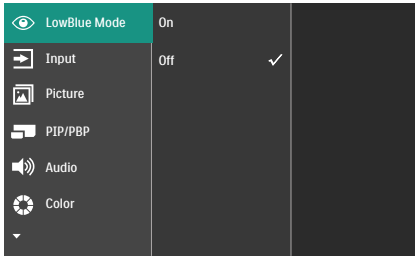 LowBlue Mode
On
Input
Off
Picture
PIP/PBP
Audio
Color